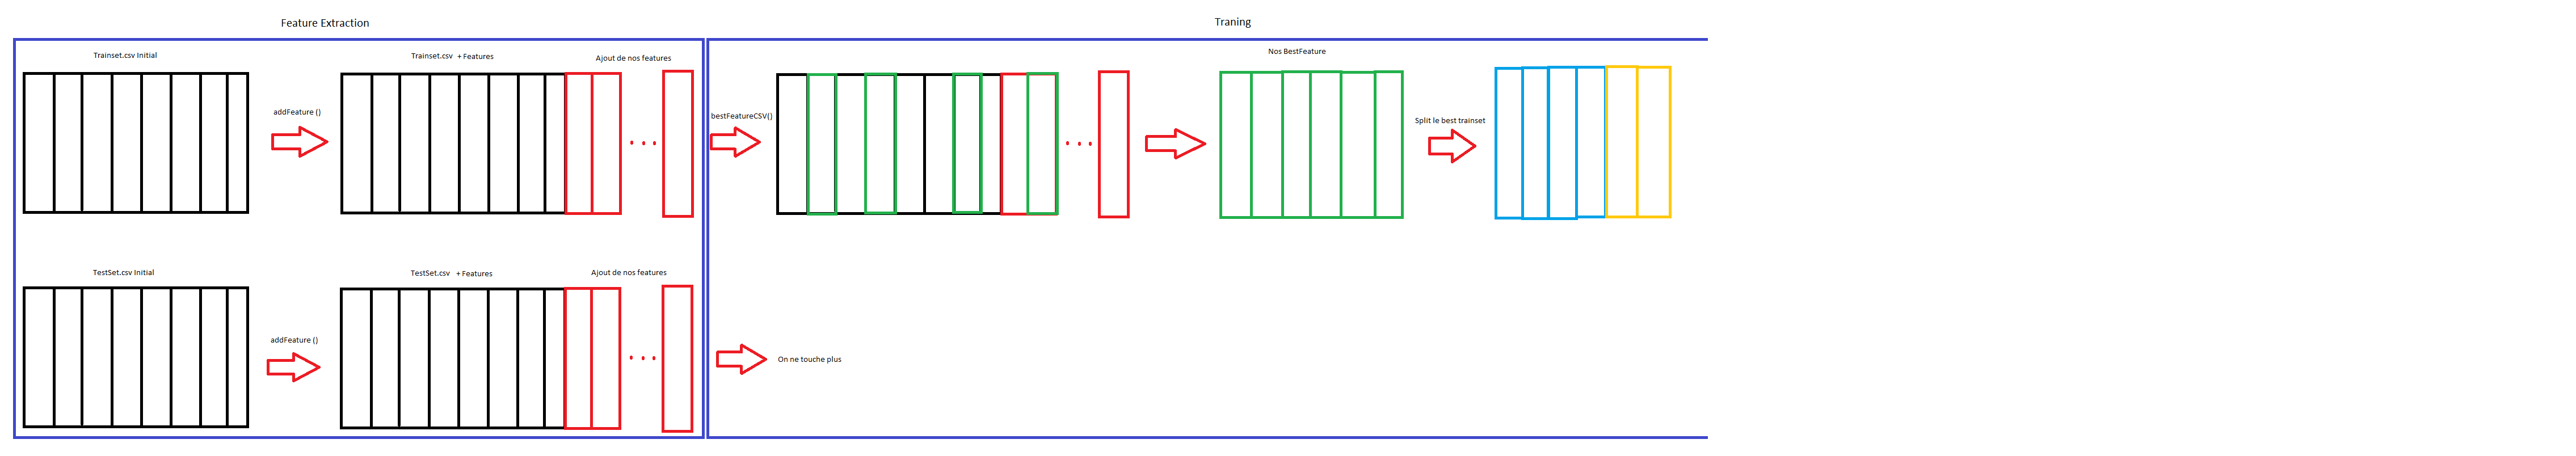 Feature Extraction
Traning
Trainset.csv Initial
Trainset.csv + Features
Ajout de nos features
Nos BestFeature
addFeature ()
bestFeatureCSV()
Split le best trainset
TestSet.csv Initial
TestSet.csv + Features
Ajout de nos features
addFeature ()
On ne touche plus